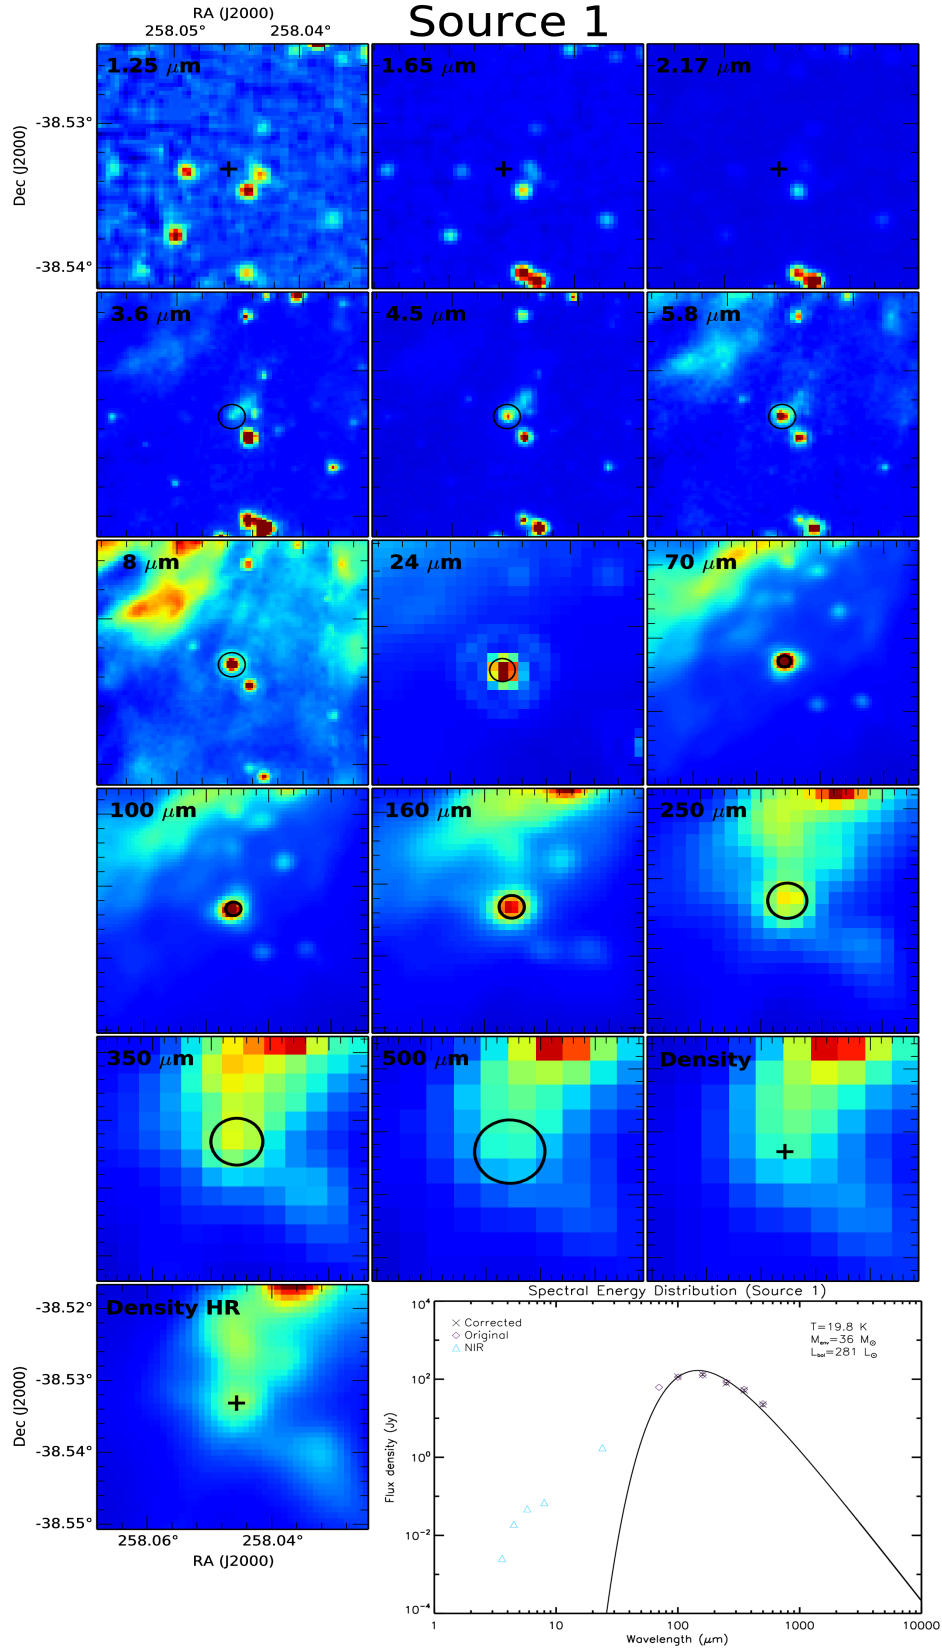 Source 1
RA (J2000)
258.05° 258.04°
Dec (J2000)
-38.53°
-38.54°
1.25 μm
1.65 μm
2.17 μm
3.6 μm
4.5 μm
5.8 μm
8 μm
24 μm
70 μm
100 μm
160 μm
250 μm
350 μm
500 μm
Density
Density HR
Dec (J2000)
-38.52°
-38.53°
-38.54°
-38.55°
258.06° 258.04°
RA (J2000)
Spectral Energy Distribution (Source 1)
Corrected
Original
NIR
T=19.8 K
Menv=36 M⊙
Lbol=281 L⊙
Flux density (Jy)
10⁴
10²
10⁰
10⁻²
10⁻⁴
1 10 100 1000 10000
Wavelength (μm)